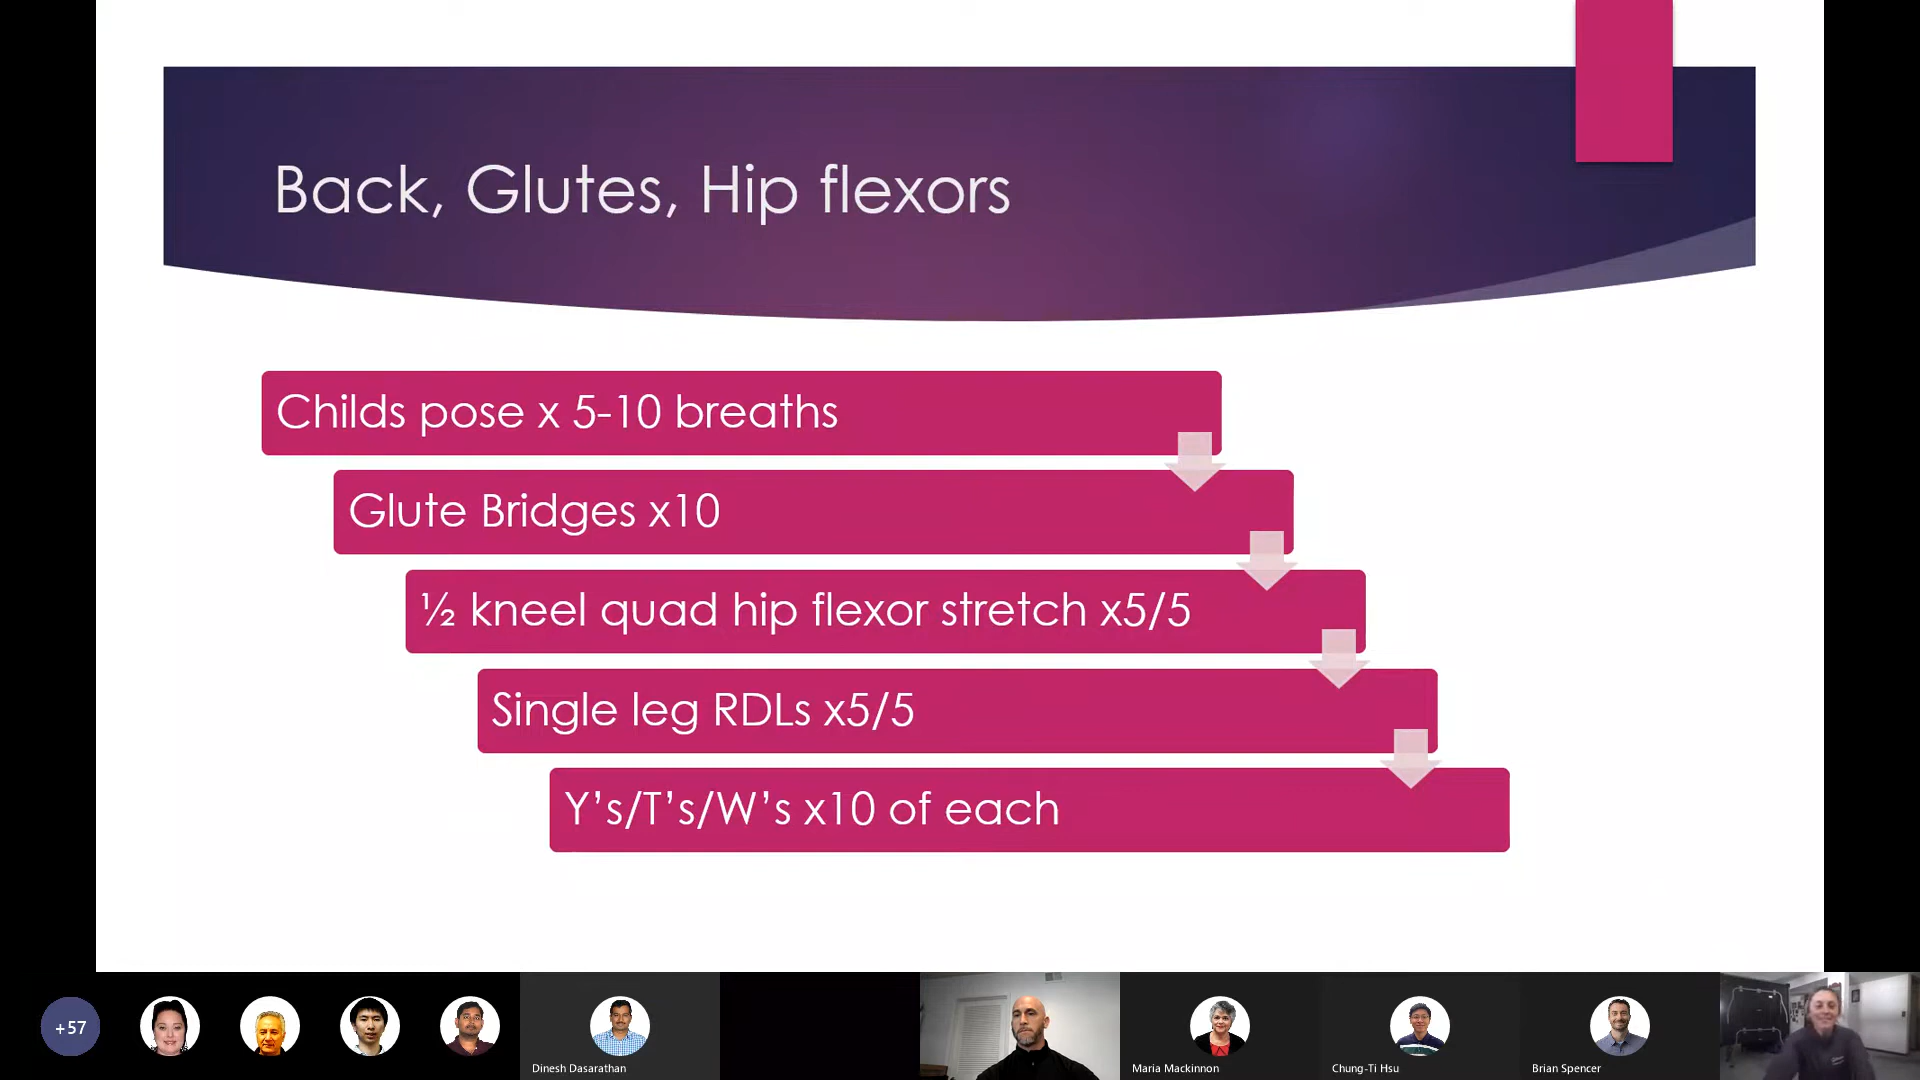 Back, Glutes, Hip flexors
Childs pose x 5-10 breaths
Glute Bridges x10
½ kneel quad hip flexor stretch x5/5
Single leg RDLs x5/5
Y’s/T’s/W’s x10 of each
+57
Dinesh Dasarathan
Maria Mackinnon
Chung-Ti Hsu
Brian Spencer